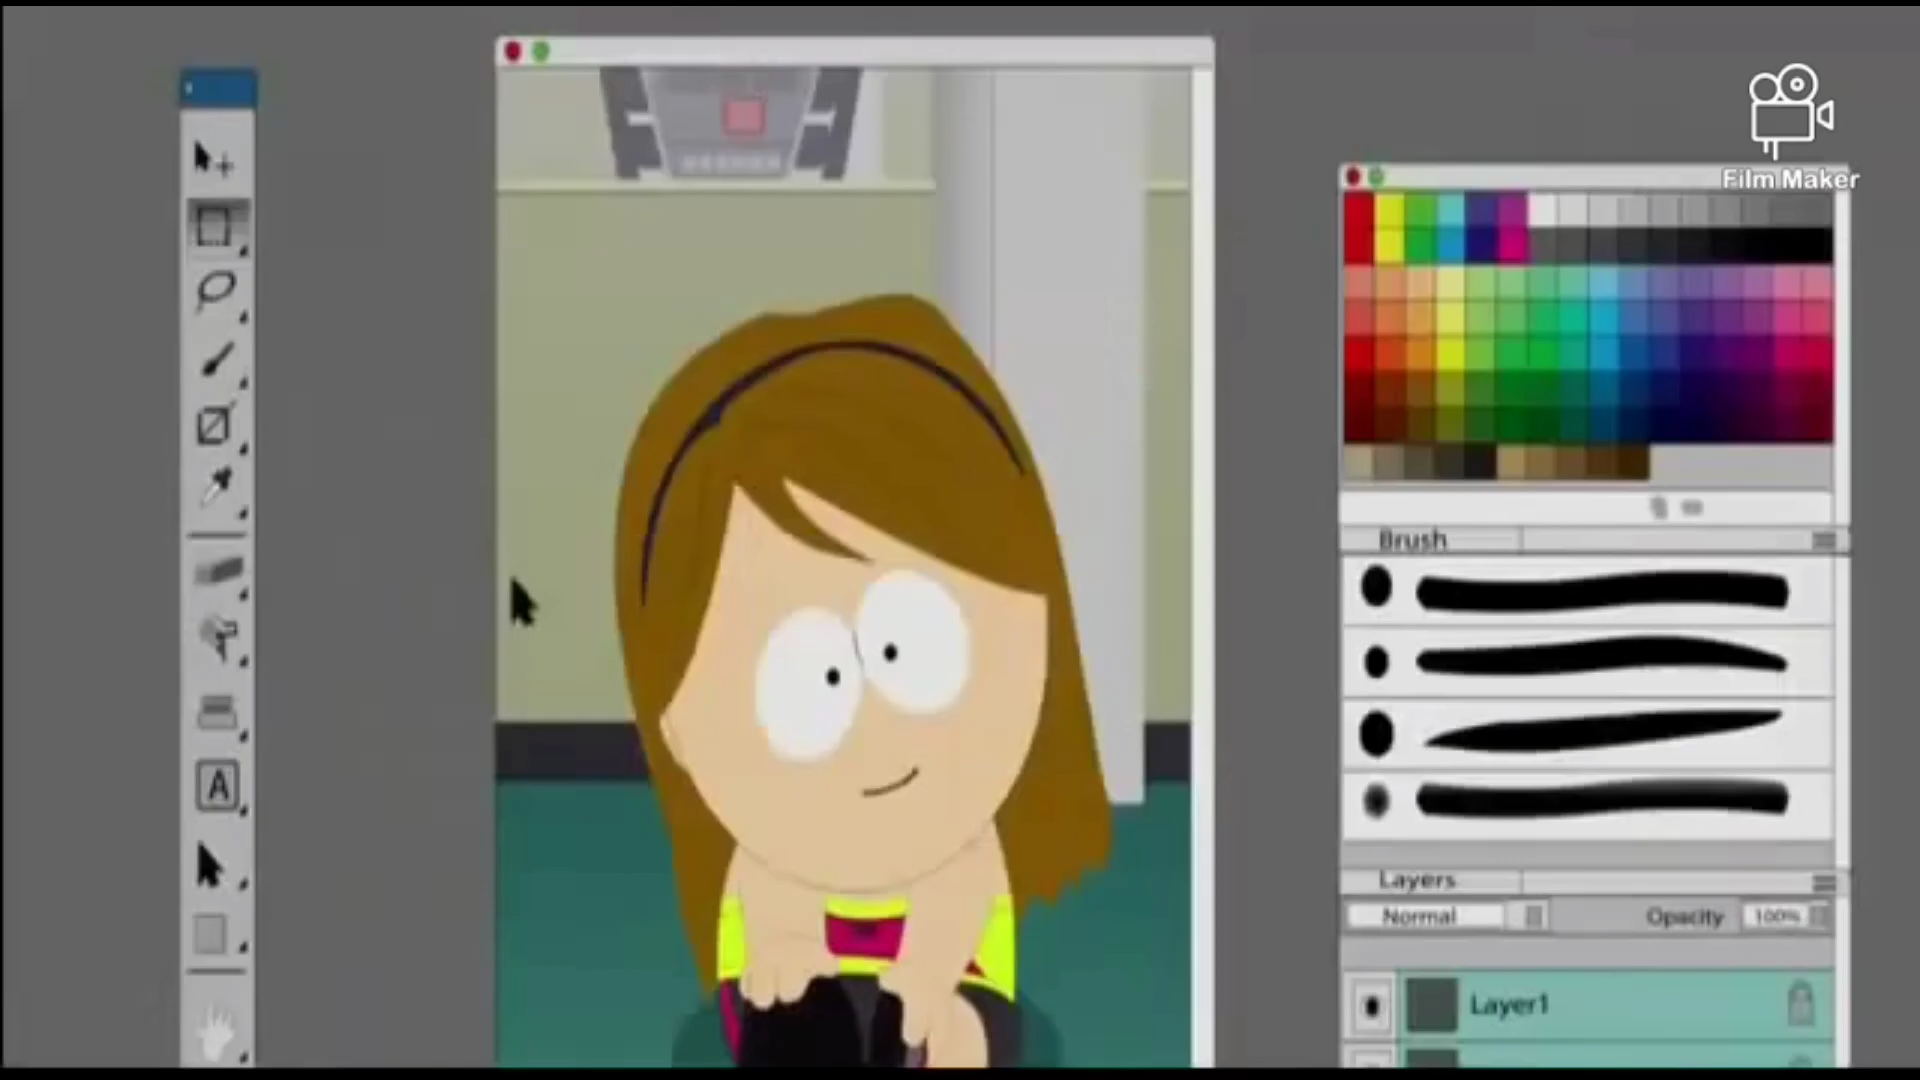 Film Maker
Brush
A
Layers
Normal
Opacity 100%
Layer1